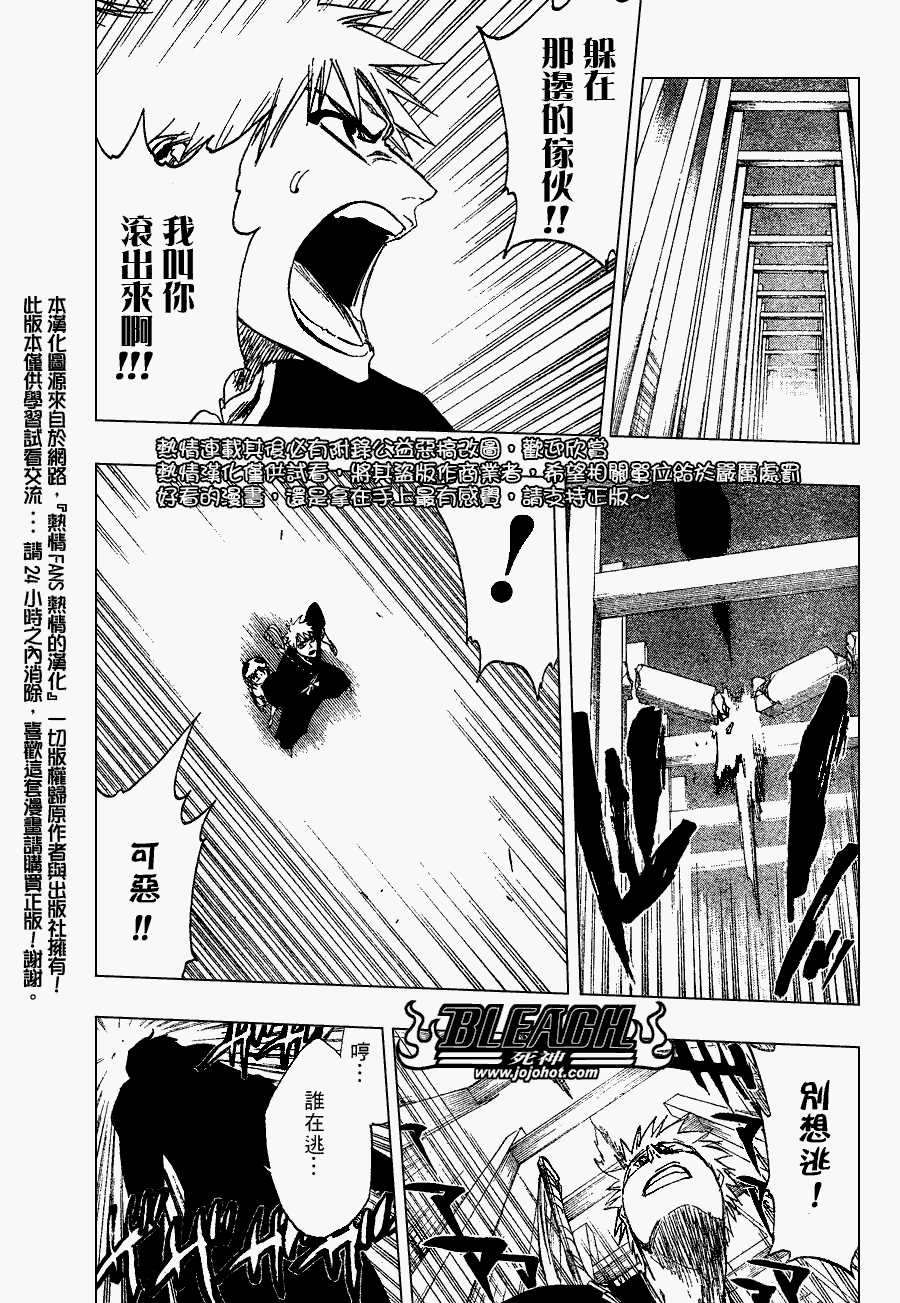 躲在
那邊的傢伙!!
我叫你
滾出來啊!!!
熱情連載其後必有附錄公益惡搞改圖，歡迎欣賞
熱情漢化僅供試看，將其盜版作商業者，希望相關單位給於嚴厲處罰
好看的漫畫，還是拿在手上最有感覺，請支持正版～
！
可惡!!
別想逃！
哼…
誰在逃…
BLEACH
死神
www.jojohot.com
本漢化圖源來自於網路，『熱情FANS 熱情的漢化』一切版權歸原作者與出版社擁有！
此版本僅供學習試看交流… 請24小時之內消除，喜歡這套漫畫請購買正版！謝謝。